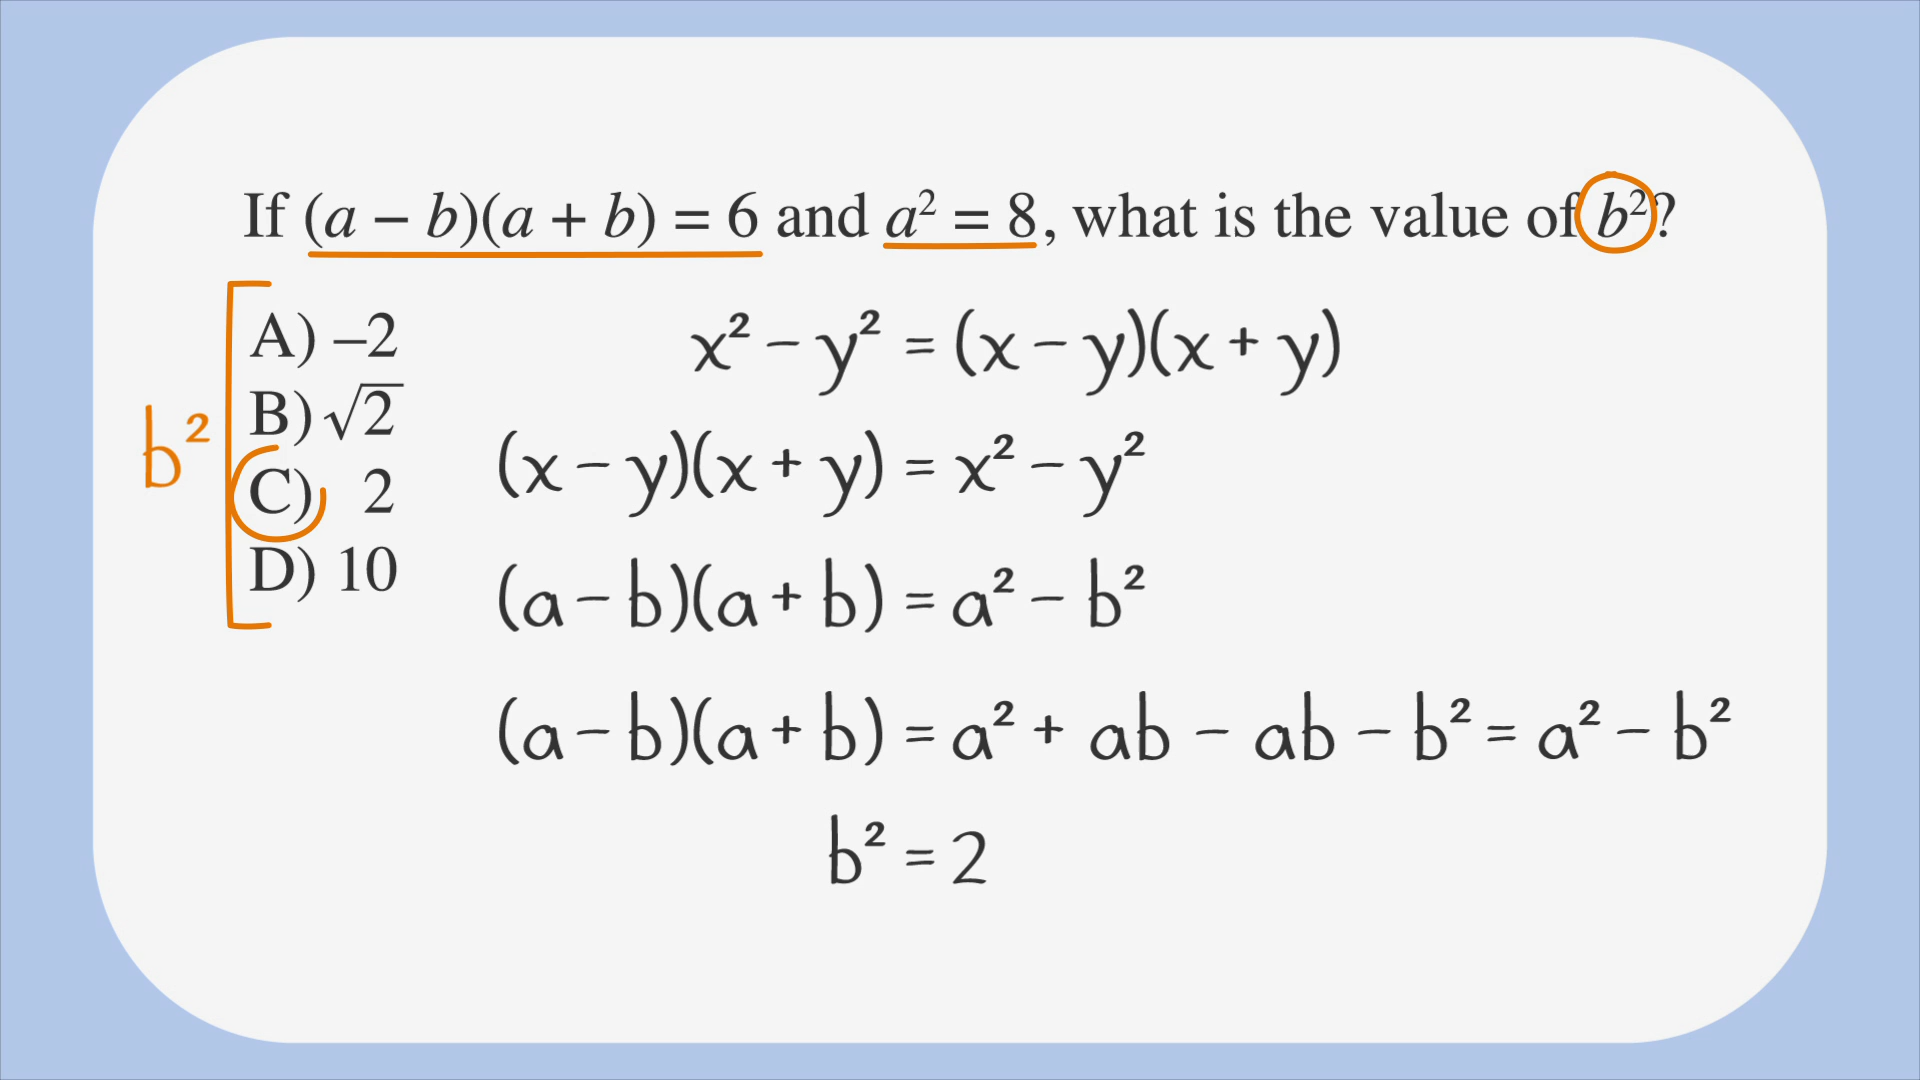 If (a − b)(a + b) = 6 and a² = 8, what is the value of b²?
A) −2
B) √2
C) 2
D) 10
b²
x² − y² = (x − y)(x + y)
(x − y)(x + y) = x² − y²
(a − b)(a + b) = a² − b²
(a − b)(a + b) = a² + ab − ab − b² = a² − b²
b² = 2